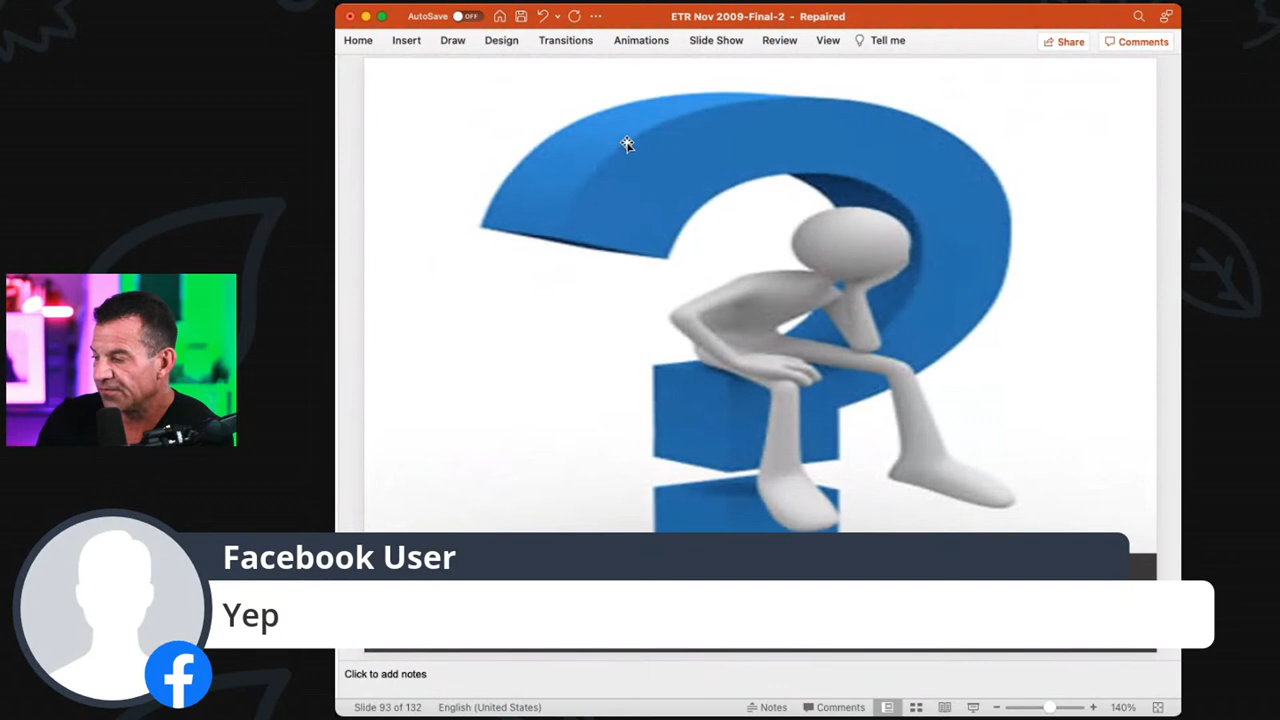 AutoSave OFF ETR Nov 2009-Final-2 - Repaired
Home Insert Draw Design Transitions Animations Slide Show Review View Tell me Share Comments
Facebook User
Yep
Click to add notes
Slide 93 of 132 English (United States) Notes Comments 140%